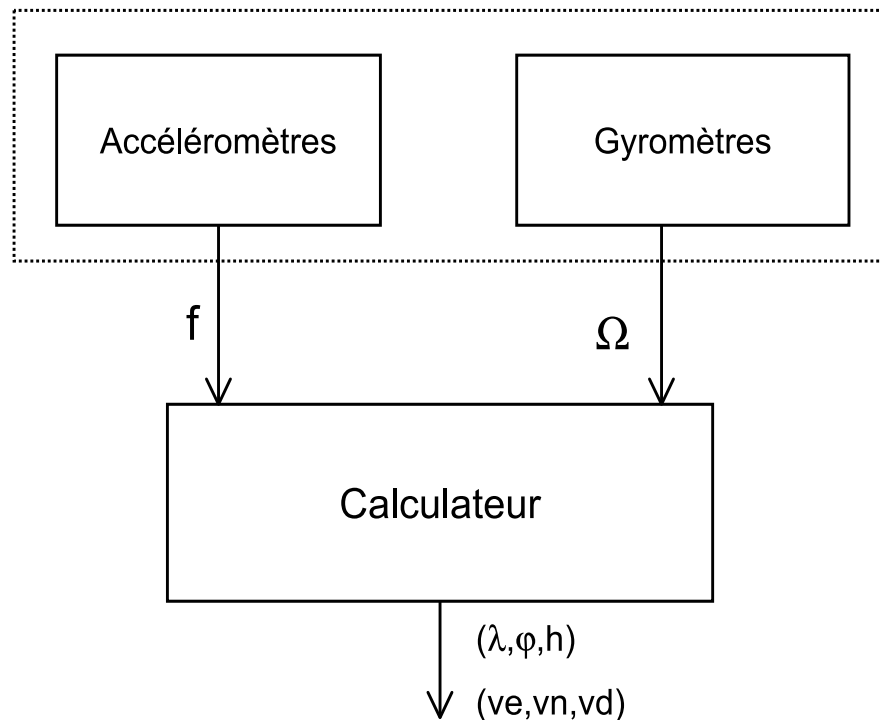 Accéléromètres
Gyromètres
f
Ω
Calculateur
(λ,φ,h)
(ve,vn,vd)